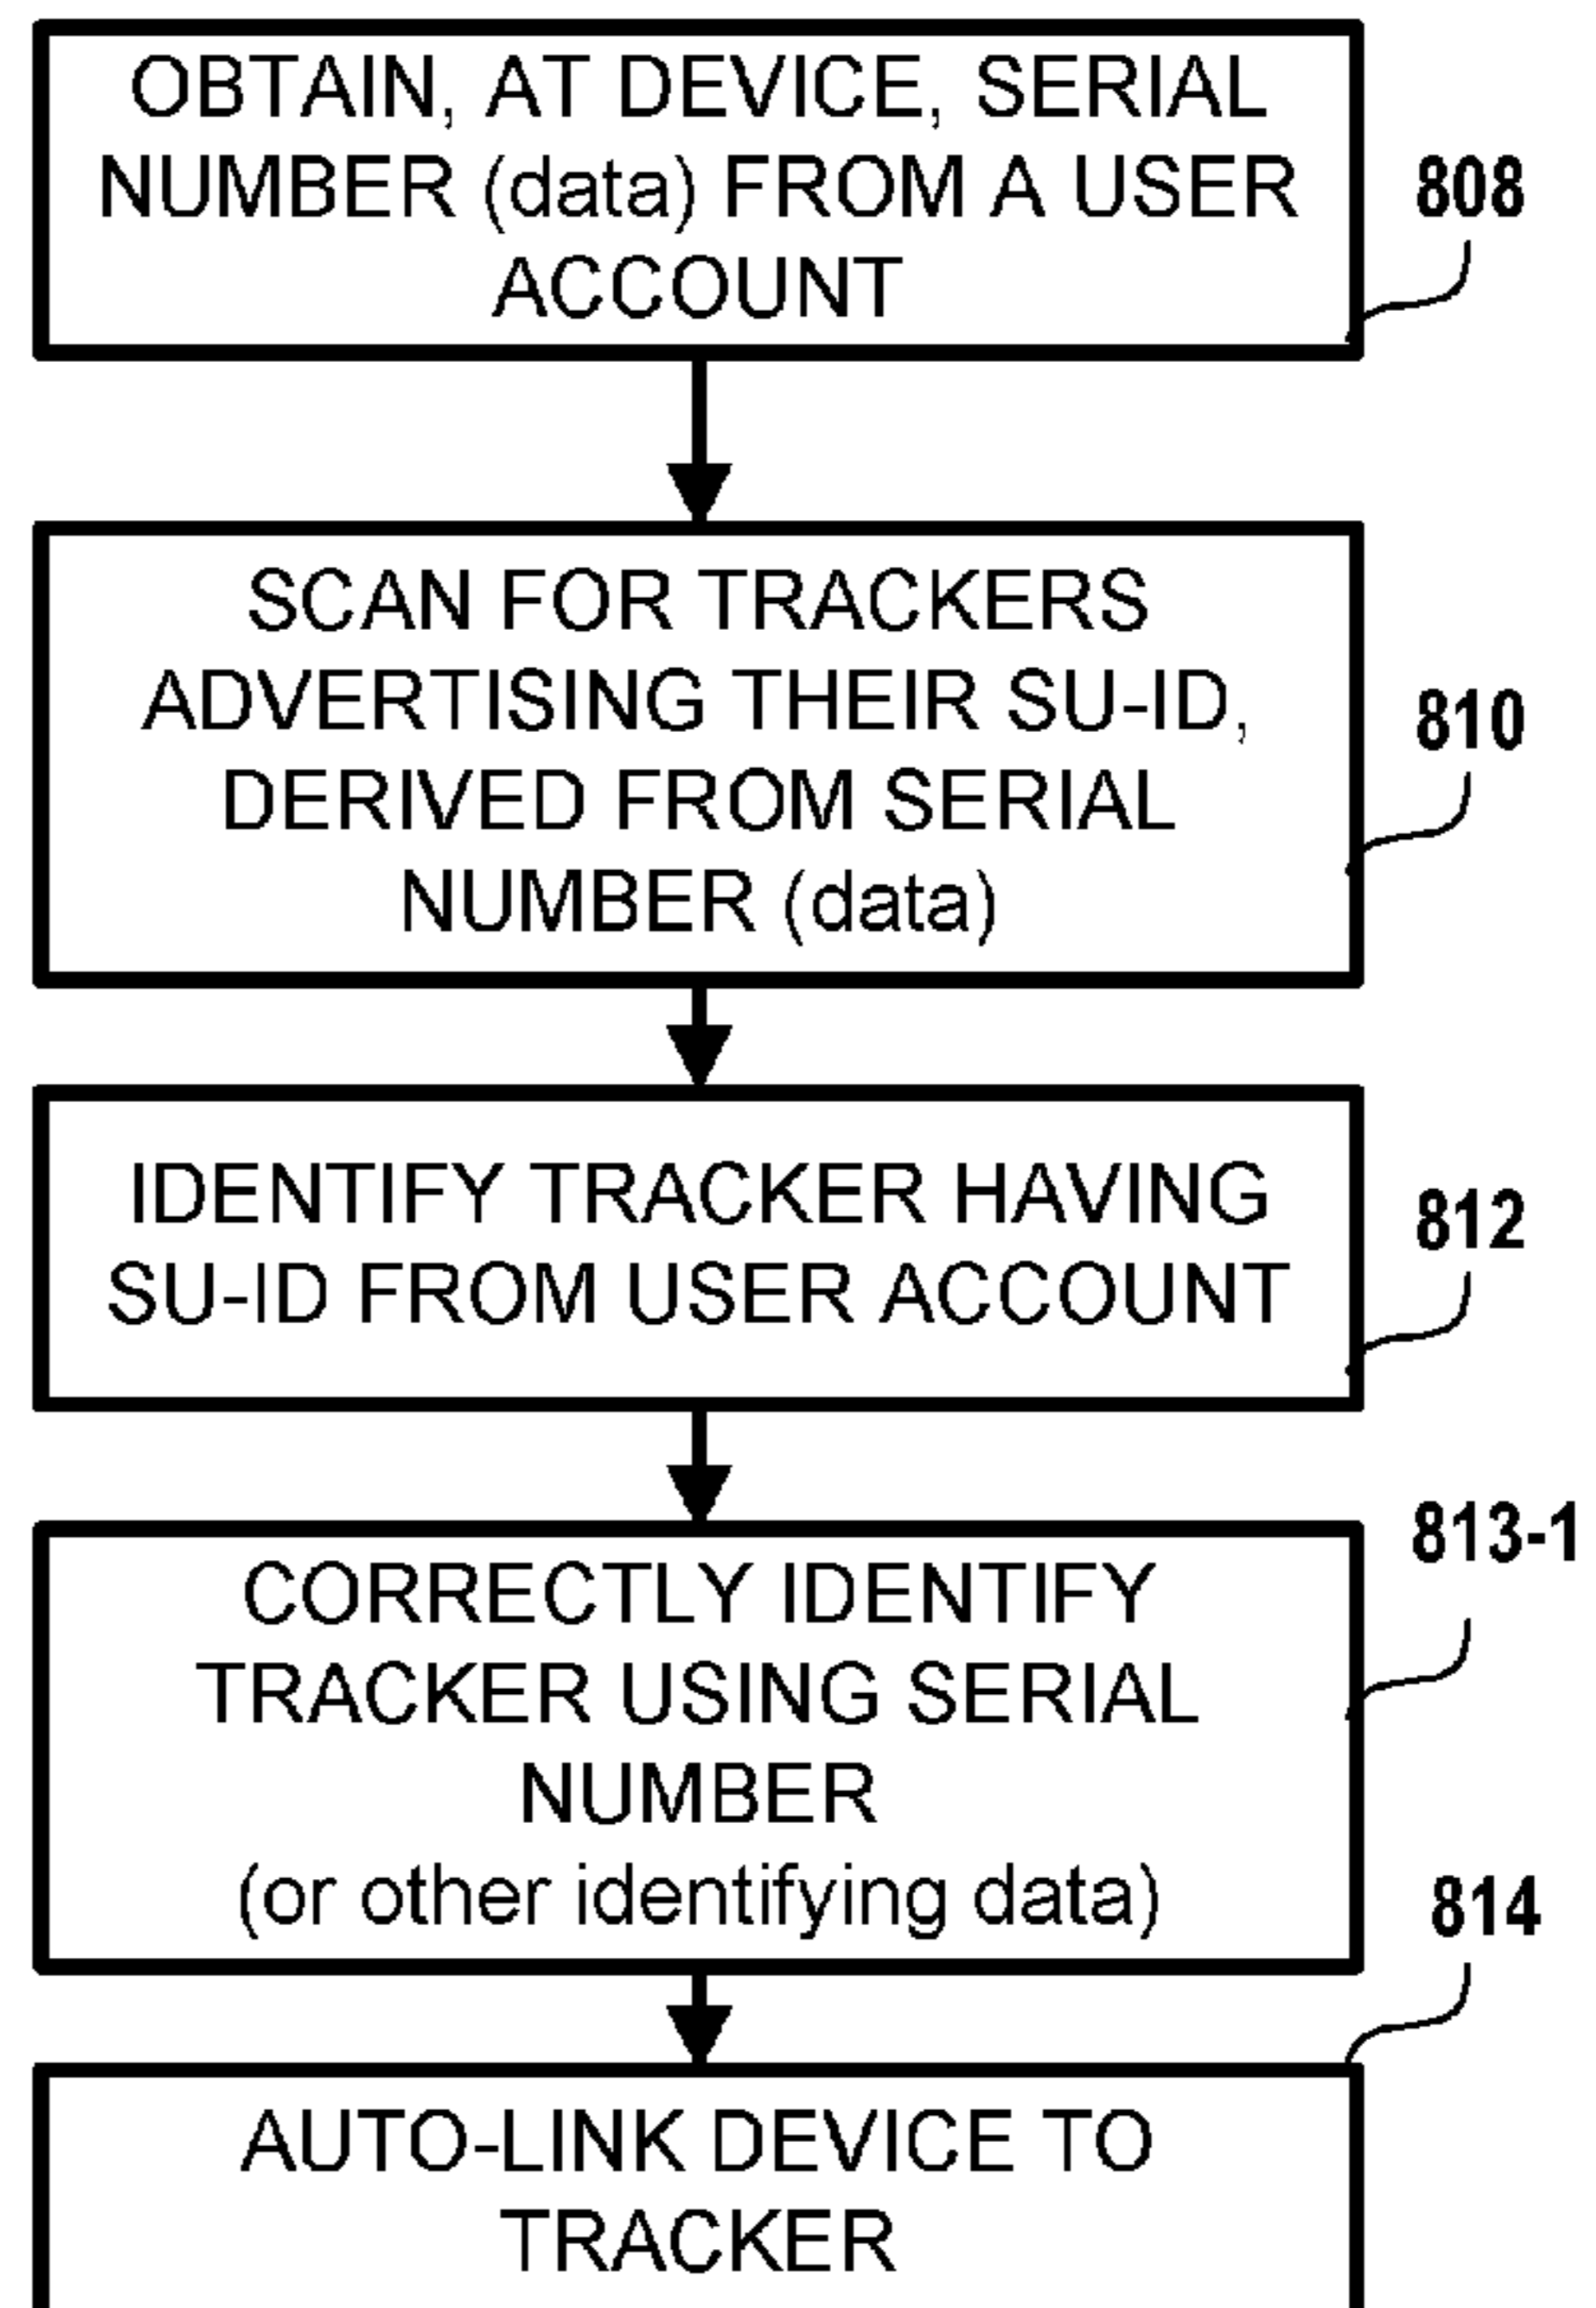 OBTAIN, AT DEVICE, SERIAL
NUMBER (data) FROM A USER
ACCOUNT
808
SCAN FOR TRACKERS
ADVERTISING THEIR SU-ID,
DERIVED FROM SERIAL
NUMBER (data)
810
IDENTIFY TRACKER HAVING
SU-ID FROM USER ACCOUNT
812
CORRECTLY IDENTIFY
TRACKER USING SERIAL
NUMBER
(or other identifying data)
813-1
AUTO-LINK DEVICE TO
TRACKER
814